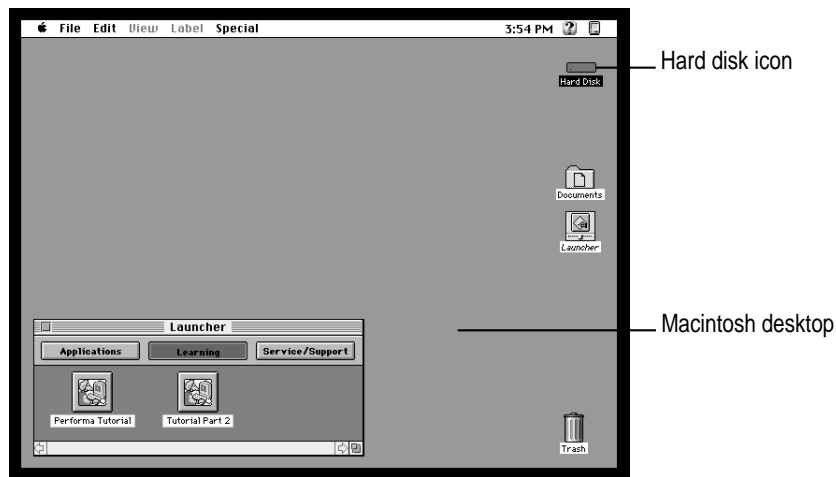 File Edit View Label Special 3:54 PM
Hard disk icon
Hard Disk
Documents
Launcher
Macintosh desktop
Launcher
Applications Learning Service/Support
Performa Tutorial Tutorial Part 2
Trash